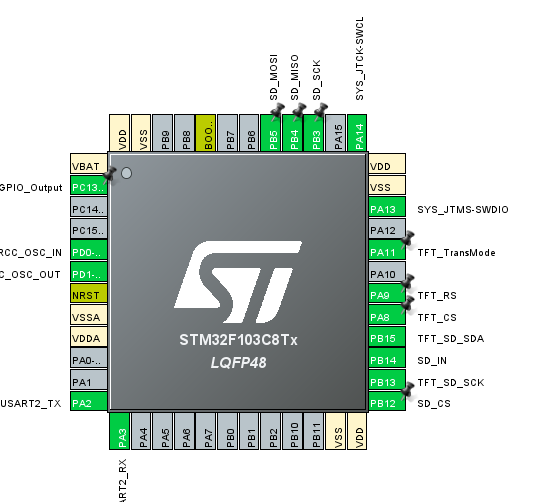 SD_MOSI
SD_MISO
SD_SCK
SYS_JTCK-SWCL
VDD
VSS
PB9
PB8
BOO..
PB7
PB6
PB5
PB4
PB3
PA15
PA14
VBAT
VDD
GPIO_Output
PC13..
VSS
PC14..
PA13
SYS_JTMS-SWDIO
PC15..
PA12
RCC_OSC_IN
PD0-..
PA11
TFT_TransMode
C_OSC_OUT
PD1-..
PA10
NRST
PA9
TFT_RS
VSSA
PA8
TFT_CS
VDDA
STM32F103C8Tx
PB15
TFT_SD_SDA
PA0-..
LQFP48
PB14
SD_IN
PA1
PB13
TFT_SD_SCK
USART2_TX
PA2
PB12
SD_CS
PA3
PA4
PA5
PA6
PA7
PB0
PB1
PB2
PB10
PB11
VSS
VDD
ART2_RX